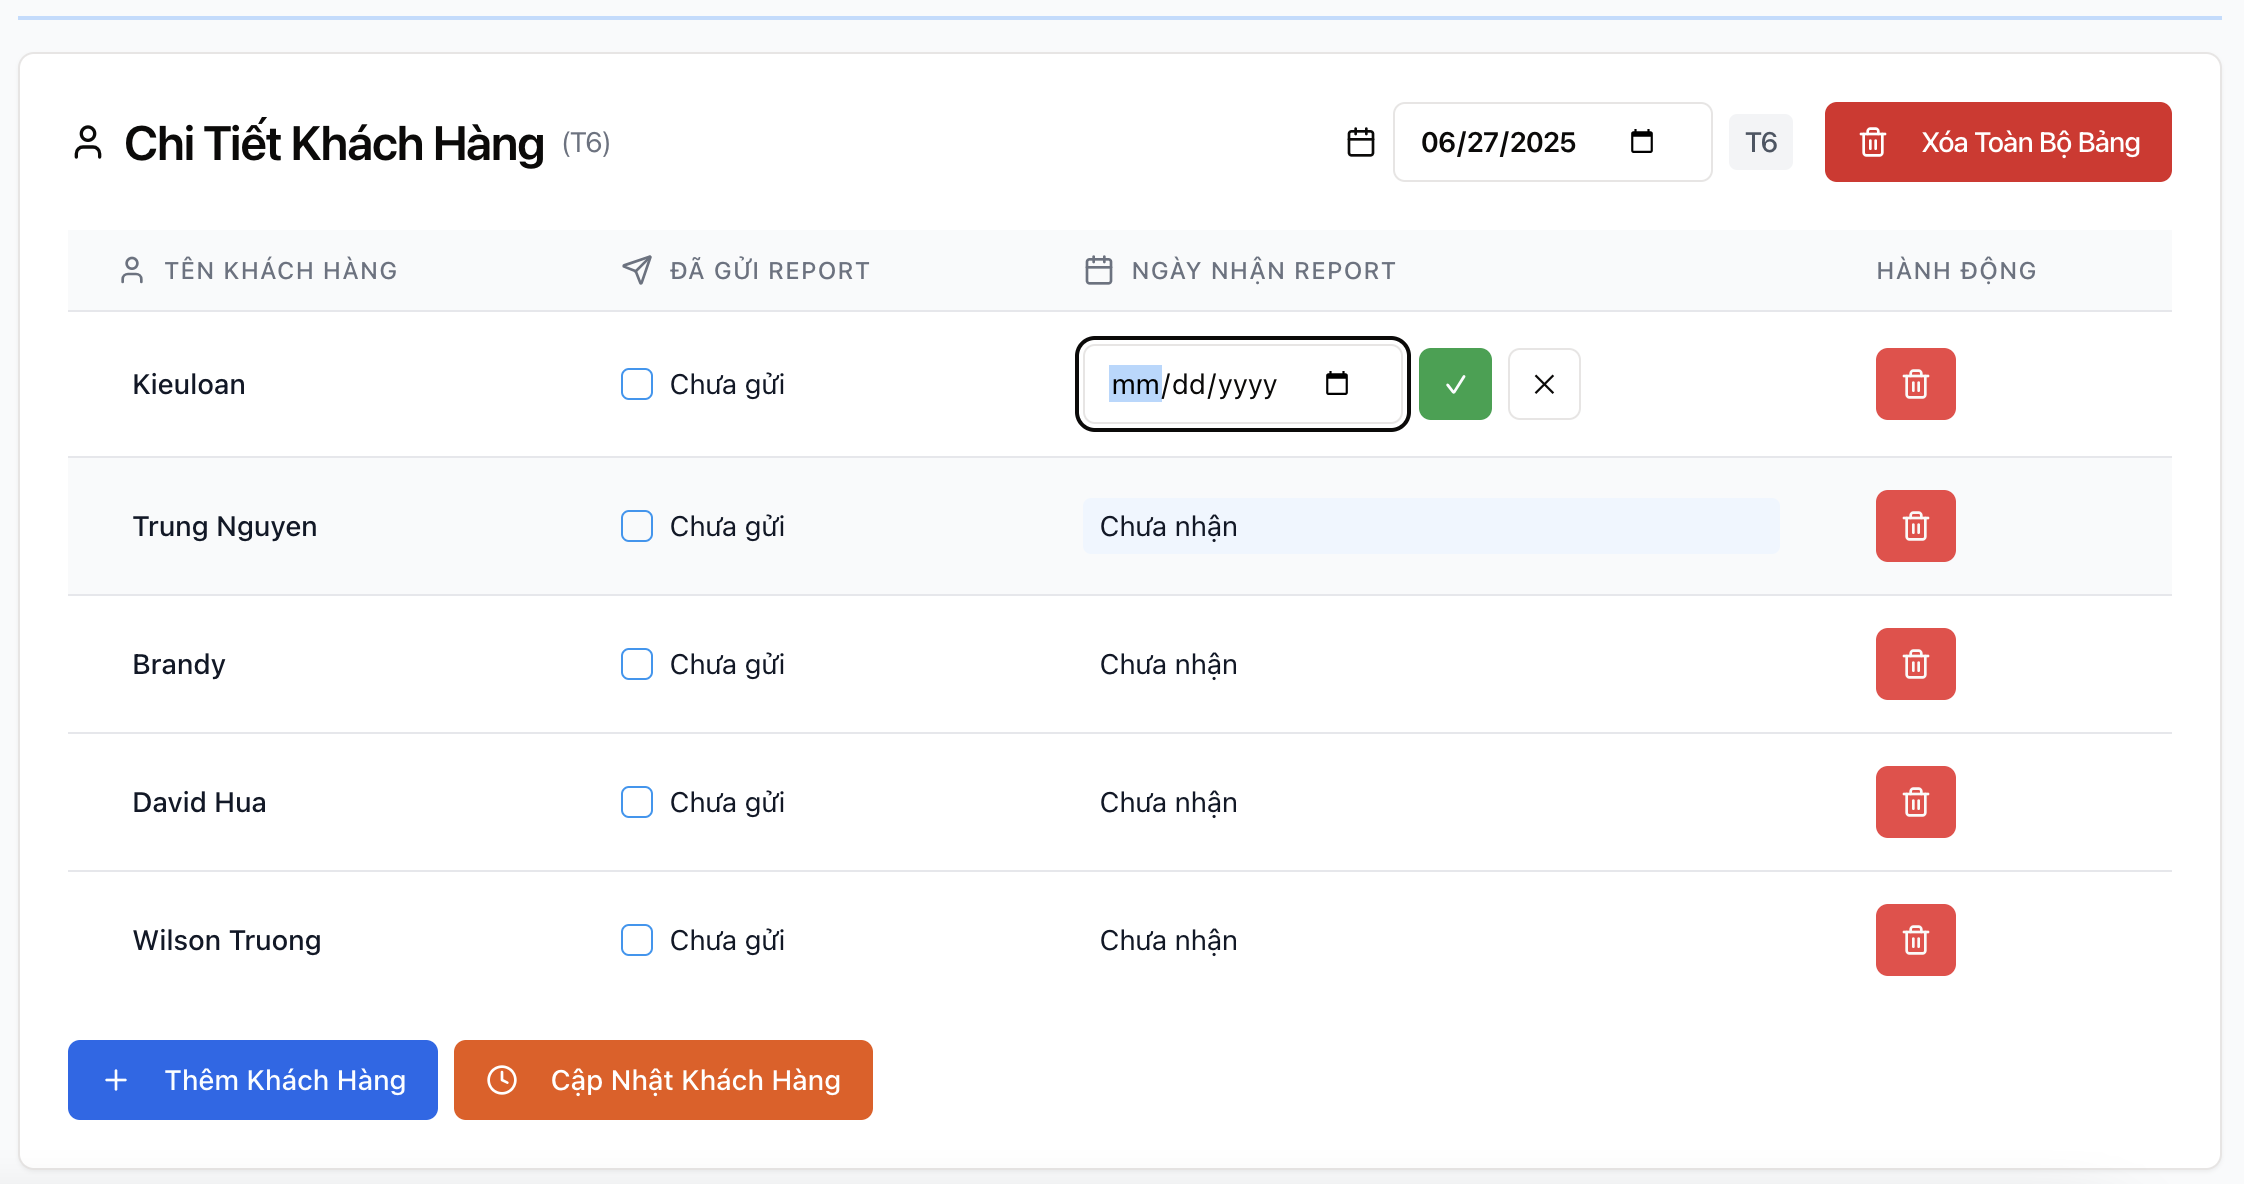 Chi Tiết Khách Hàng (T6) 06/27/2025 T6 Xóa Toàn Bộ Bảng
TÊN KHÁCH HÀNG ĐÃ GỬI REPORT NGÀY NHẬN REPORT HÀNH ĐỘNG
Kieuloan Chưa gửi mm/dd/yyyy
Trung Nguyen Chưa gửi Chưa nhận
Brandy Chưa gửi Chưa nhận
David Hua Chưa gửi Chưa nhận
Wilson Truong Chưa gửi Chưa nhận
Thêm Khách Hàng Cập Nhật Khách Hàng